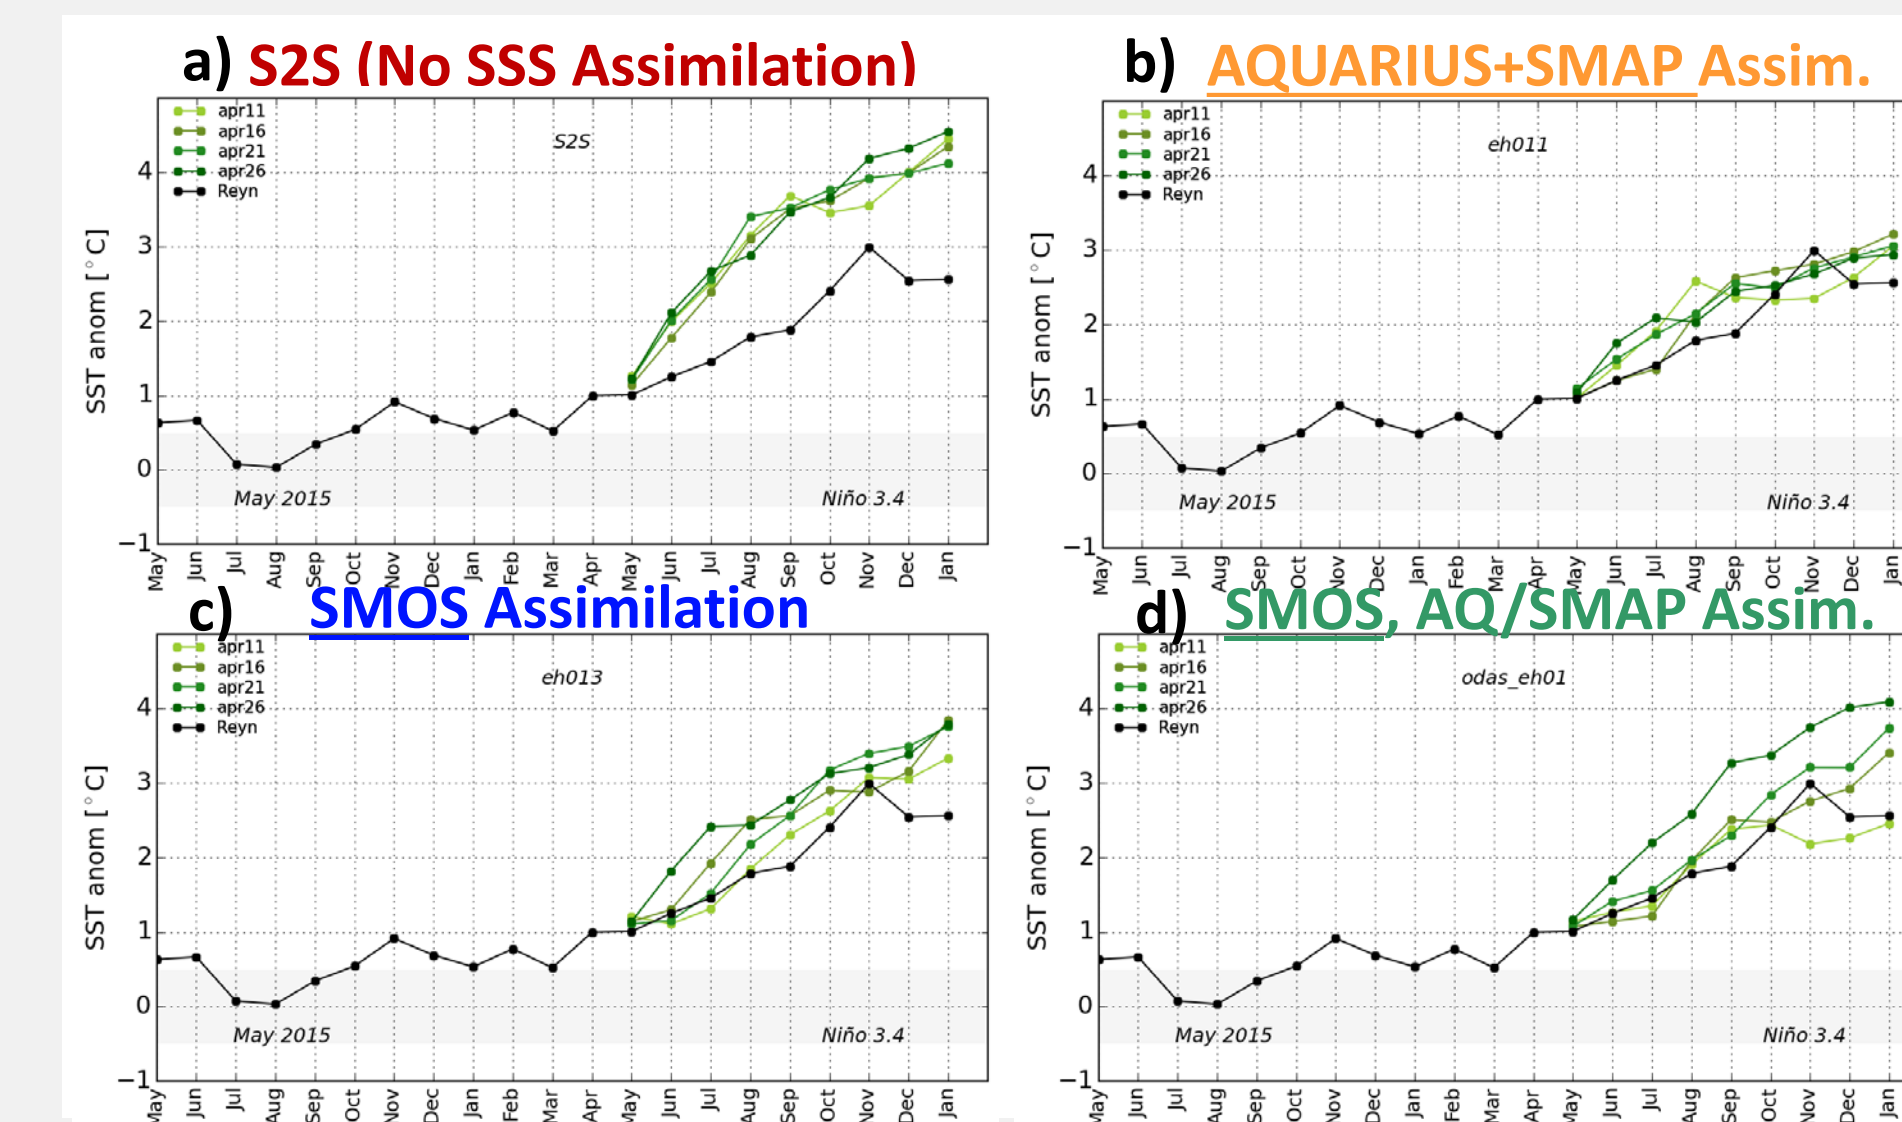 a) S2S (No SSS Assimilation)
apr11
apr16
apr21
apr26
Reyn
S2S
SST anom [°C]
4
3
2
1
0
−1
May 2015
Niño 3.4
May Jun Jul Aug Sep Oct Nov Dec Jan Feb Mar Apr May Jun Jul Aug Sep Oct Nov Dec Jan
b) AQUARIUS+SMAP Assim.
apr11
apr16
apr21
apr26
Reyn
eh011
SST anom [°C]
4
3
2
1
0
−1
May 2015
Niño 3.4
May Jun Jul Aug Sep Oct Nov Dec Jan Feb Mar Apr May Jun Jul Aug Sep Oct Nov Dec Jan
c) SMOS Assimilation
apr11
apr16
apr21
apr26
Reyn
eh013
SST anom [°C]
4
3
2
1
0
−1
May 2015
Niño 3.4
May Jun Jul Aug Sep Oct Nov Dec Jan Feb Mar Apr May Jun Jul Aug Sep Oct Nov Dec Jan
d) SMOS, AQ/SMAP Assim.
apr11
apr16
apr21
apr26
Reyn
odas_eh01
SST anom [°C]
4
3
2
1
0
−1
May 2015
Niño 3.4
May Jun Jul Aug Sep Oct Nov Dec Jan Feb Mar Apr May Jun Jul Aug Sep Oct Nov Dec Jan